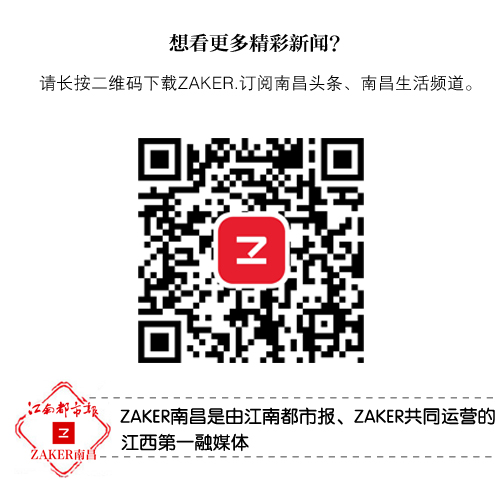 想看更多精彩新闻？
请长按二维码下载ZAKER.订阅南昌头条、南昌生活频道。
江南都市报
ZAKER南昌
ZAKER南昌是由江南都市报、ZAKER共同运营的
江西第一融媒体